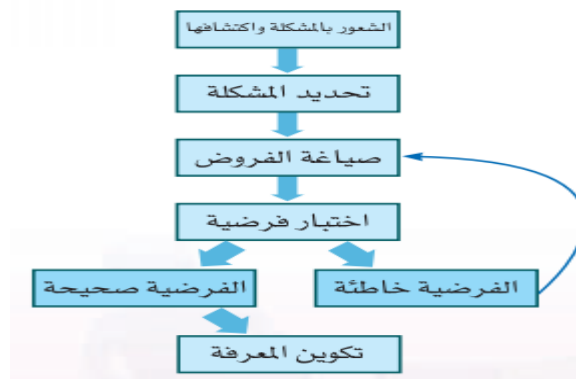 الشعور بالمشكلة واكتشافها
تحديد المشكلة
صياغة الفروض
اختبار فرضية
الفرضية خاطئة
الفرضية صحيحة
تكوين المعرفة